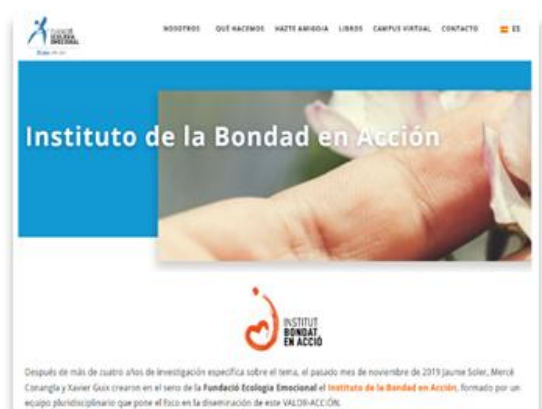 FUNDACIÓ
ECOLOGIA
EMOCIONAL
NOSOTROS QUÉ HACEMOS HAZTE AMIGO/A LIBROS CAMPUS VIRTUAL CONTACTO ES
Instituto de la Bondad en Acción
INSTITUT
BONDAT
EN ACCIÓ
Después de más de cuatro años de investigación específica sobre el tema, el pasado mes de noviembre de 2019 Jaume Soler, Mercè
Conangla y Xavier Guix crearon en el seno de la Fundació Ecologia Emocional el Instituto de la Bondad en Acción, formado por un
equipo pluridisciplinario que pone el foco en la diseminación de este VALOR-ACCIÓN.